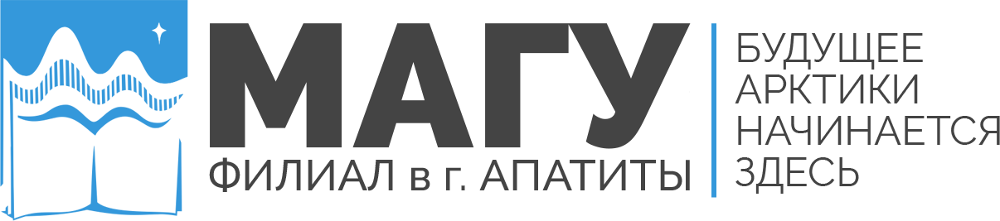 МАГУ
ФИЛИАЛ в г. АПАТИТЫ
БУДУЩЕЕ
АРКТИКИ
НАЧИНАЕТСЯ
ЗДЕСЬ